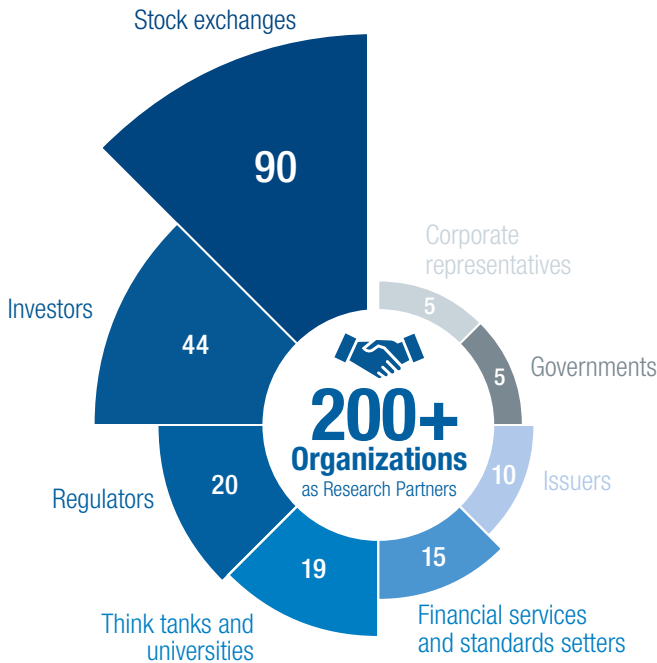 Stock exchanges
90
Corporate
representatives
5
Investors
44
Governments
5
200+
Organizations
as Research Partners
Regulators
20
10
Issuers
19
15
Think tanks and
universities
Financial services
and standards setters